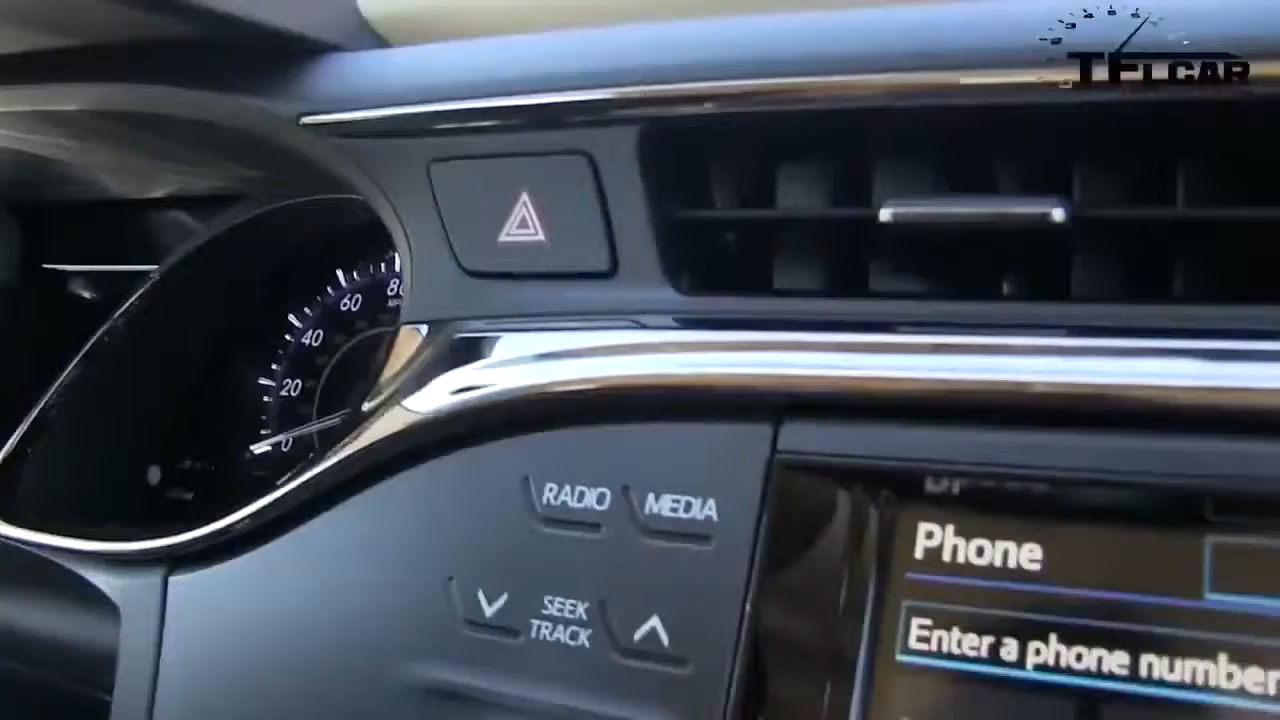 TFLCAR
80
60
40
20
0
RADIO
MEDIA
SEEK
TRACK
Phone
Enter a phone number